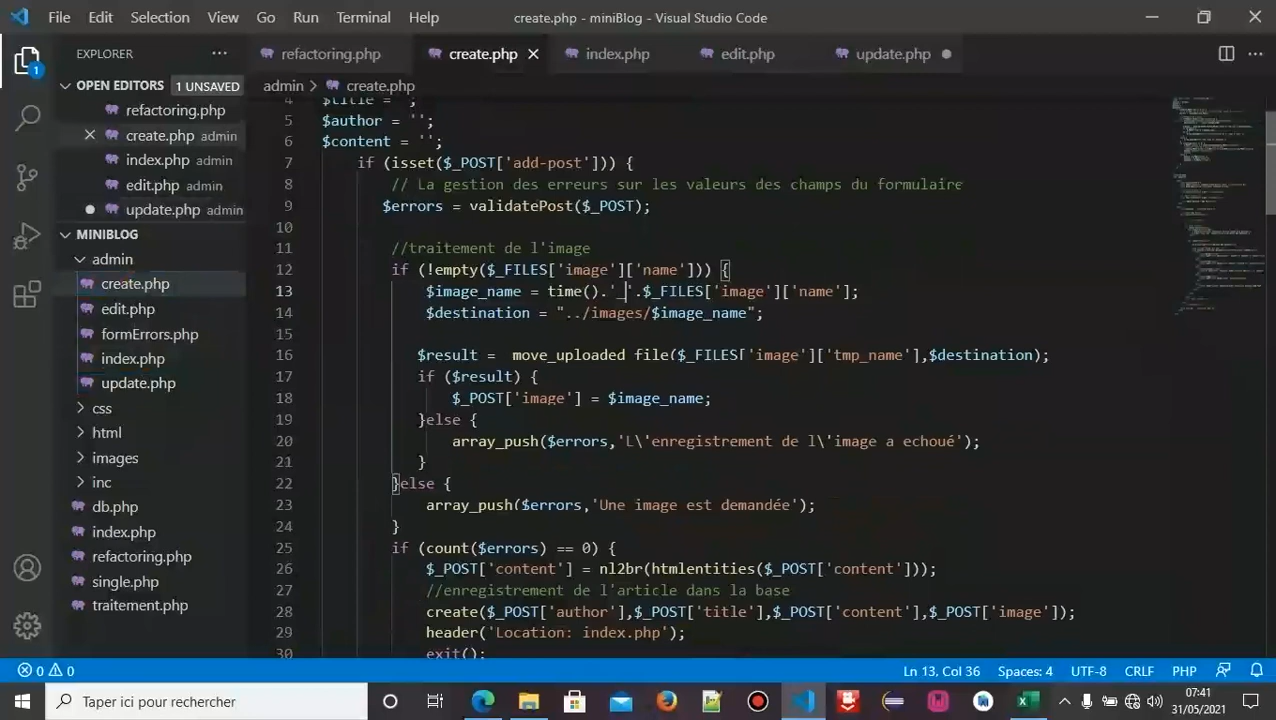 File Edit Selection View Go Run Terminal Help
create.php - miniBlog - Visual Studio Code
EXPLORER
refactoring.php create.php index.php edit.php update.php
OPEN EDITORS 1 UNSAVED
admin > create.php
refactoring.php
create.php admin
index.php admin
edit.php admin
update.php admin
MINIBLOG
admin
create.php
edit.php
formErrors.php
index.php
update.php
css
html
images
inc
db.php
index.php
refactoring.php
single.php
traitement.php
4 $title = '';
5 $author = '';
6 $content = '';
7 if (isset($_POST['add-post'])) {
8 // La gestion des erreurs sur les valeurs des champs du formulaire
9 $errors = valitatePost($_POST);
10
11 //traitement de l'image
12 if (!empty($_FILES['image']['name'])) {
13 $image_name = time().'_'.$_FILES['image']['name'];
14 $destination = "../images/$image_name";
15
16 $result = move_uploaded_file($_FILES['image']['tmp_name'],$destination);
17 if ($result) {
18 $_POST['image'] = $image_name;
19 }else {
20 array_push($errors,'L\'enregistrement de l\'image a echoué');
21 }
22 }else {
23 array_push($errors,'Une image est demandée');
24 }
25 if (count($errors) == 0) {
26 $_POST['content'] = nl2br(htmlentities($_POST['content']));
27 //enregistrement de l'article dans la base
28 create($_POST['author'],$_POST['title'],$_POST['content'],$_POST['image']);
29 header('Location: index.php');
30 exit();
1
0 0
Ln 13, Col 36 Spaces: 4 UTF-8 CRLF PHP
Taper ici pour rechercher
07:41
31/05/2021